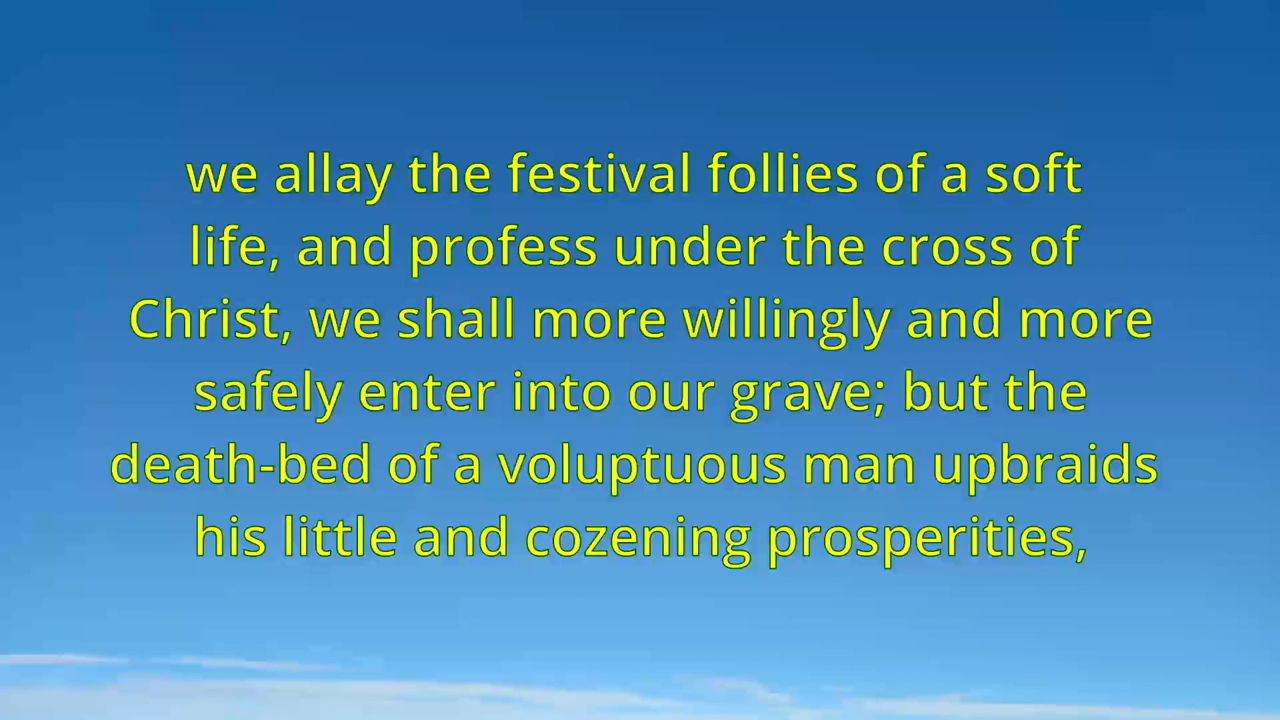 we allay the festival follies of a soft
life, and profess under the cross of
Christ, we shall more willingly and more
safely enter into our grave; but the
death-bed of a voluptuous man upbraids
his little and cozening prosperities,